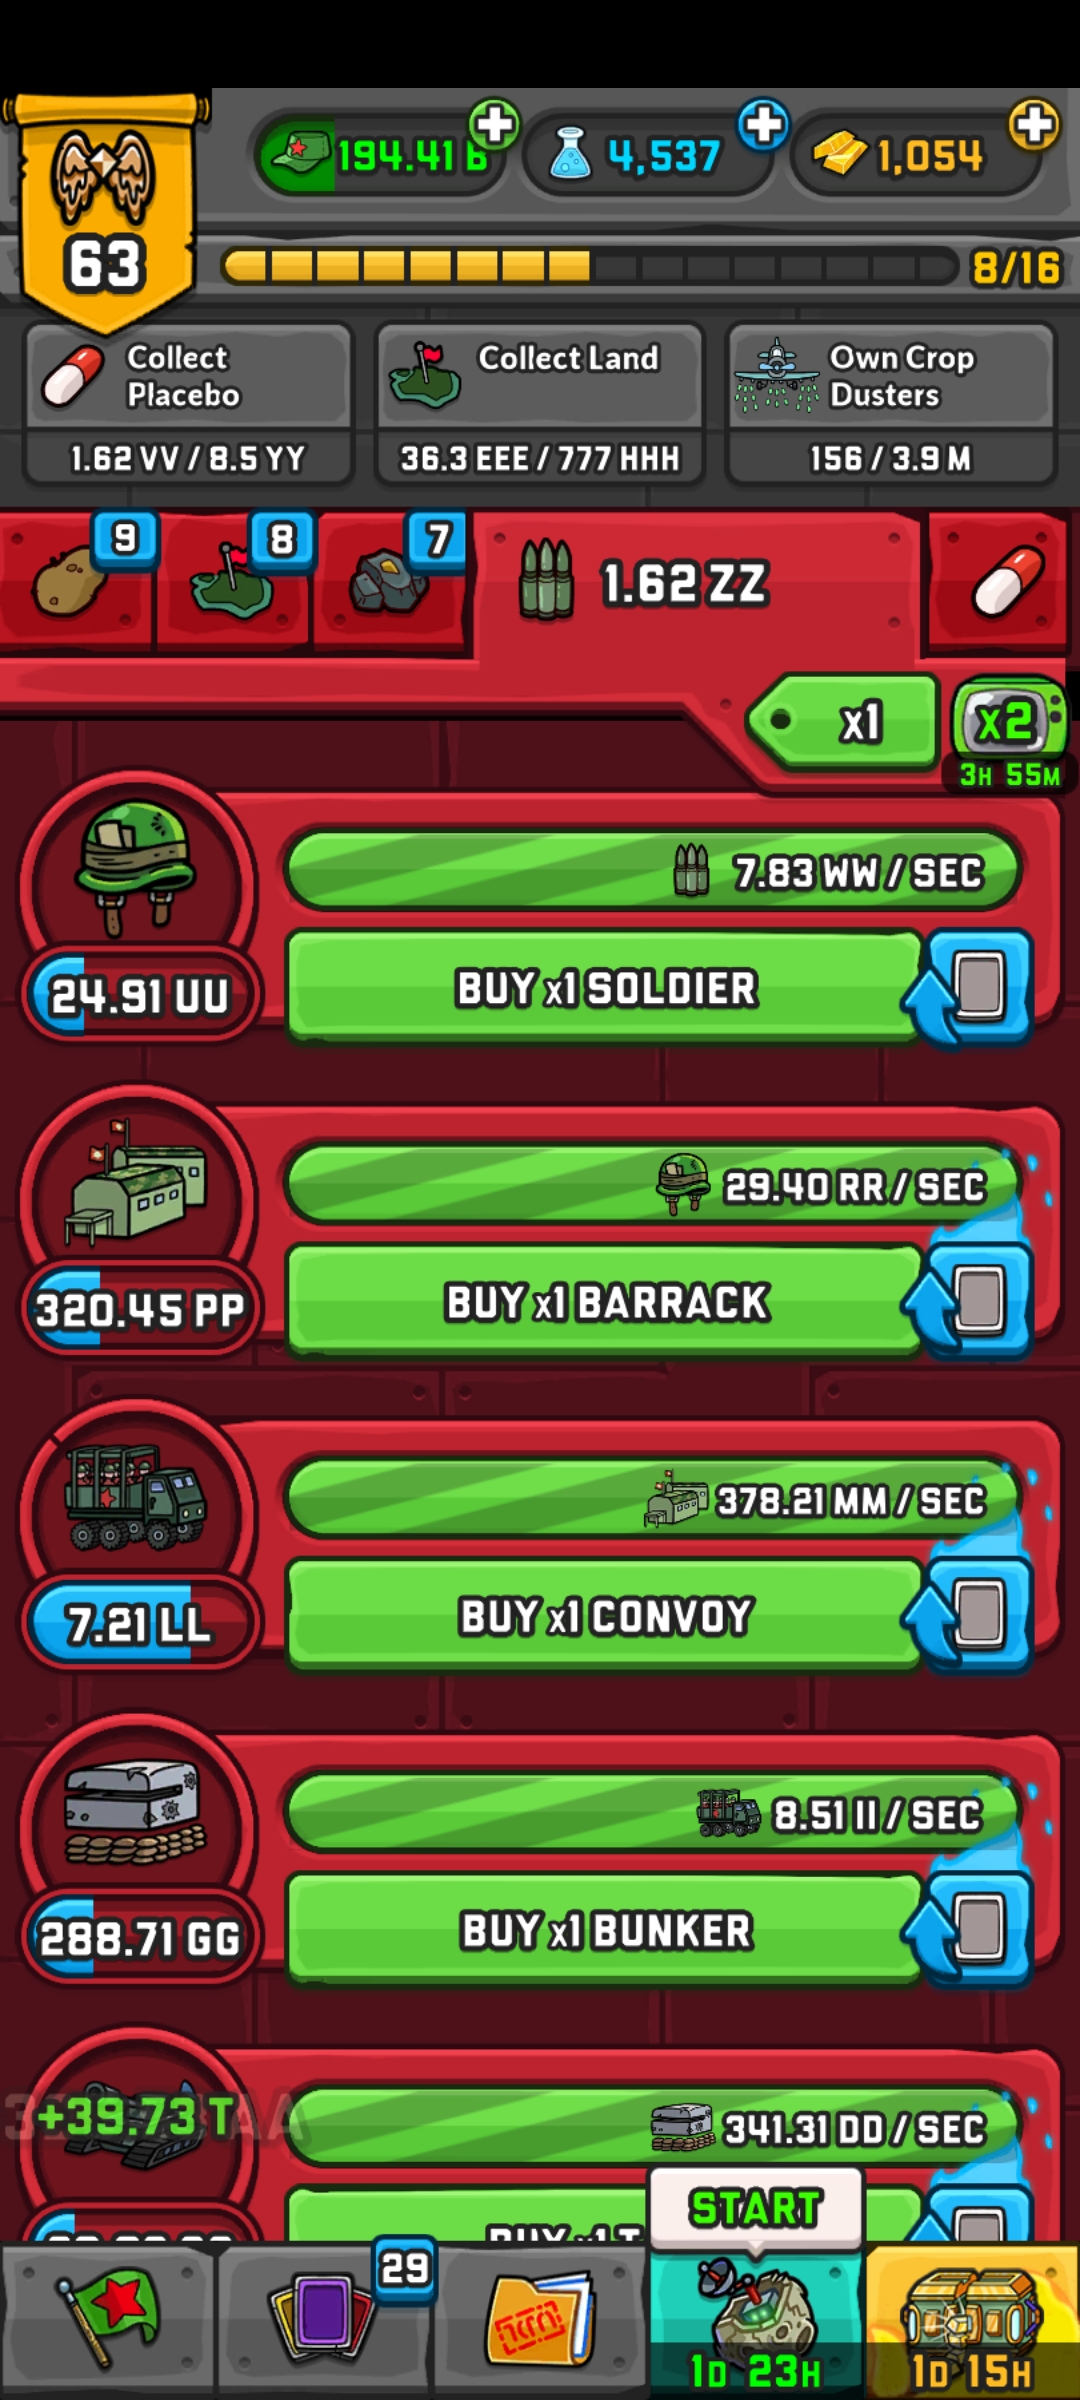 194.41 B
4,537
1,054
63
8/16
Collect
Placebo
1.62 VV / 8.5 YY
Collect Land
36.3 EEE / 777 HHH
Own Crop
Dusters
156 / 3.9 M
9
8
7
1.62 ZZ
x1
x2
3H 55M
7.83 WW / SEC
24.91 UU
BUY x1 SOLDIER
29.40 RR / SEC
320.45 PP
BUY x1 BARRACK
378.21 MM / SEC
7.21 LL
BUY x1 CONVOY
8.51 II / SEC
288.71 GG
BUY x1 BUNKER
+39.73 T
341.31 DD / SEC
START
BUY x1
29
1D 23H
1D 15H